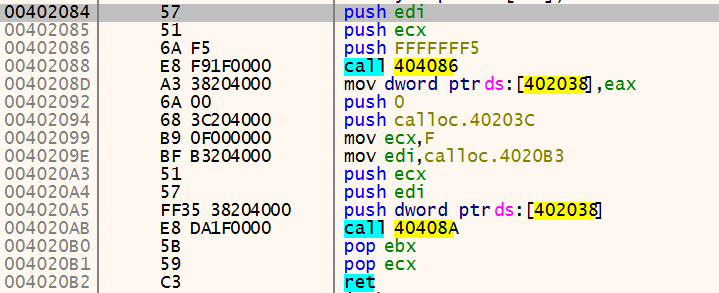 00402084 57 push edi
00402085 51 push ecx
00402086 6A F5 push FFFFFFF5
00402088 E8 F91F0000 call 404086
0040208D A3 38204000 mov dword ptr ds:[402038],eax
00402092 6A 00 push 0
00402094 68 3C204000 push calloc.40203C
00402099 B9 0F000000 mov ecx,F
0040209E BF B3204000 mov edi,calloc.4020B3
004020A3 51 push ecx
004020A4 57 push edi
004020A5 FF35 38204000 push dword ptr ds:[402038]
004020AB E8 DA1F0000 call 40408A
004020B0 5B pop ebx
004020B1 59 pop ecx
004020B2 C3 ret